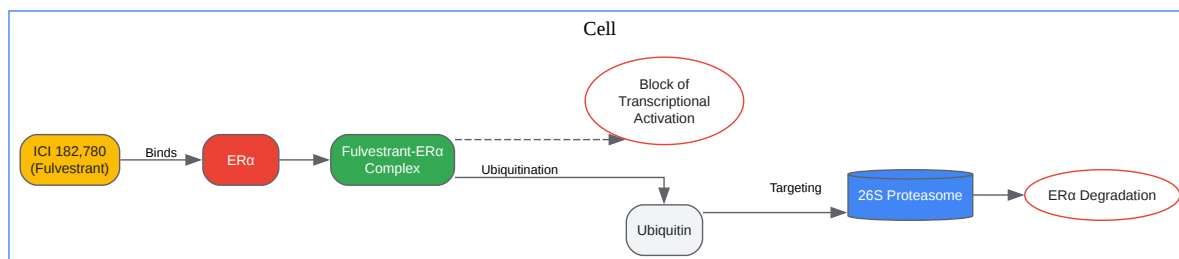 Cell
Block of
Transcriptional
Activation
ICI 182,780
(Fulvestrant)
Binds
ERα
Fulvestrant-ERα
Complex
Ubiquitination
Ubiquitin
Targeting
26S Proteasome
ERα Degradation